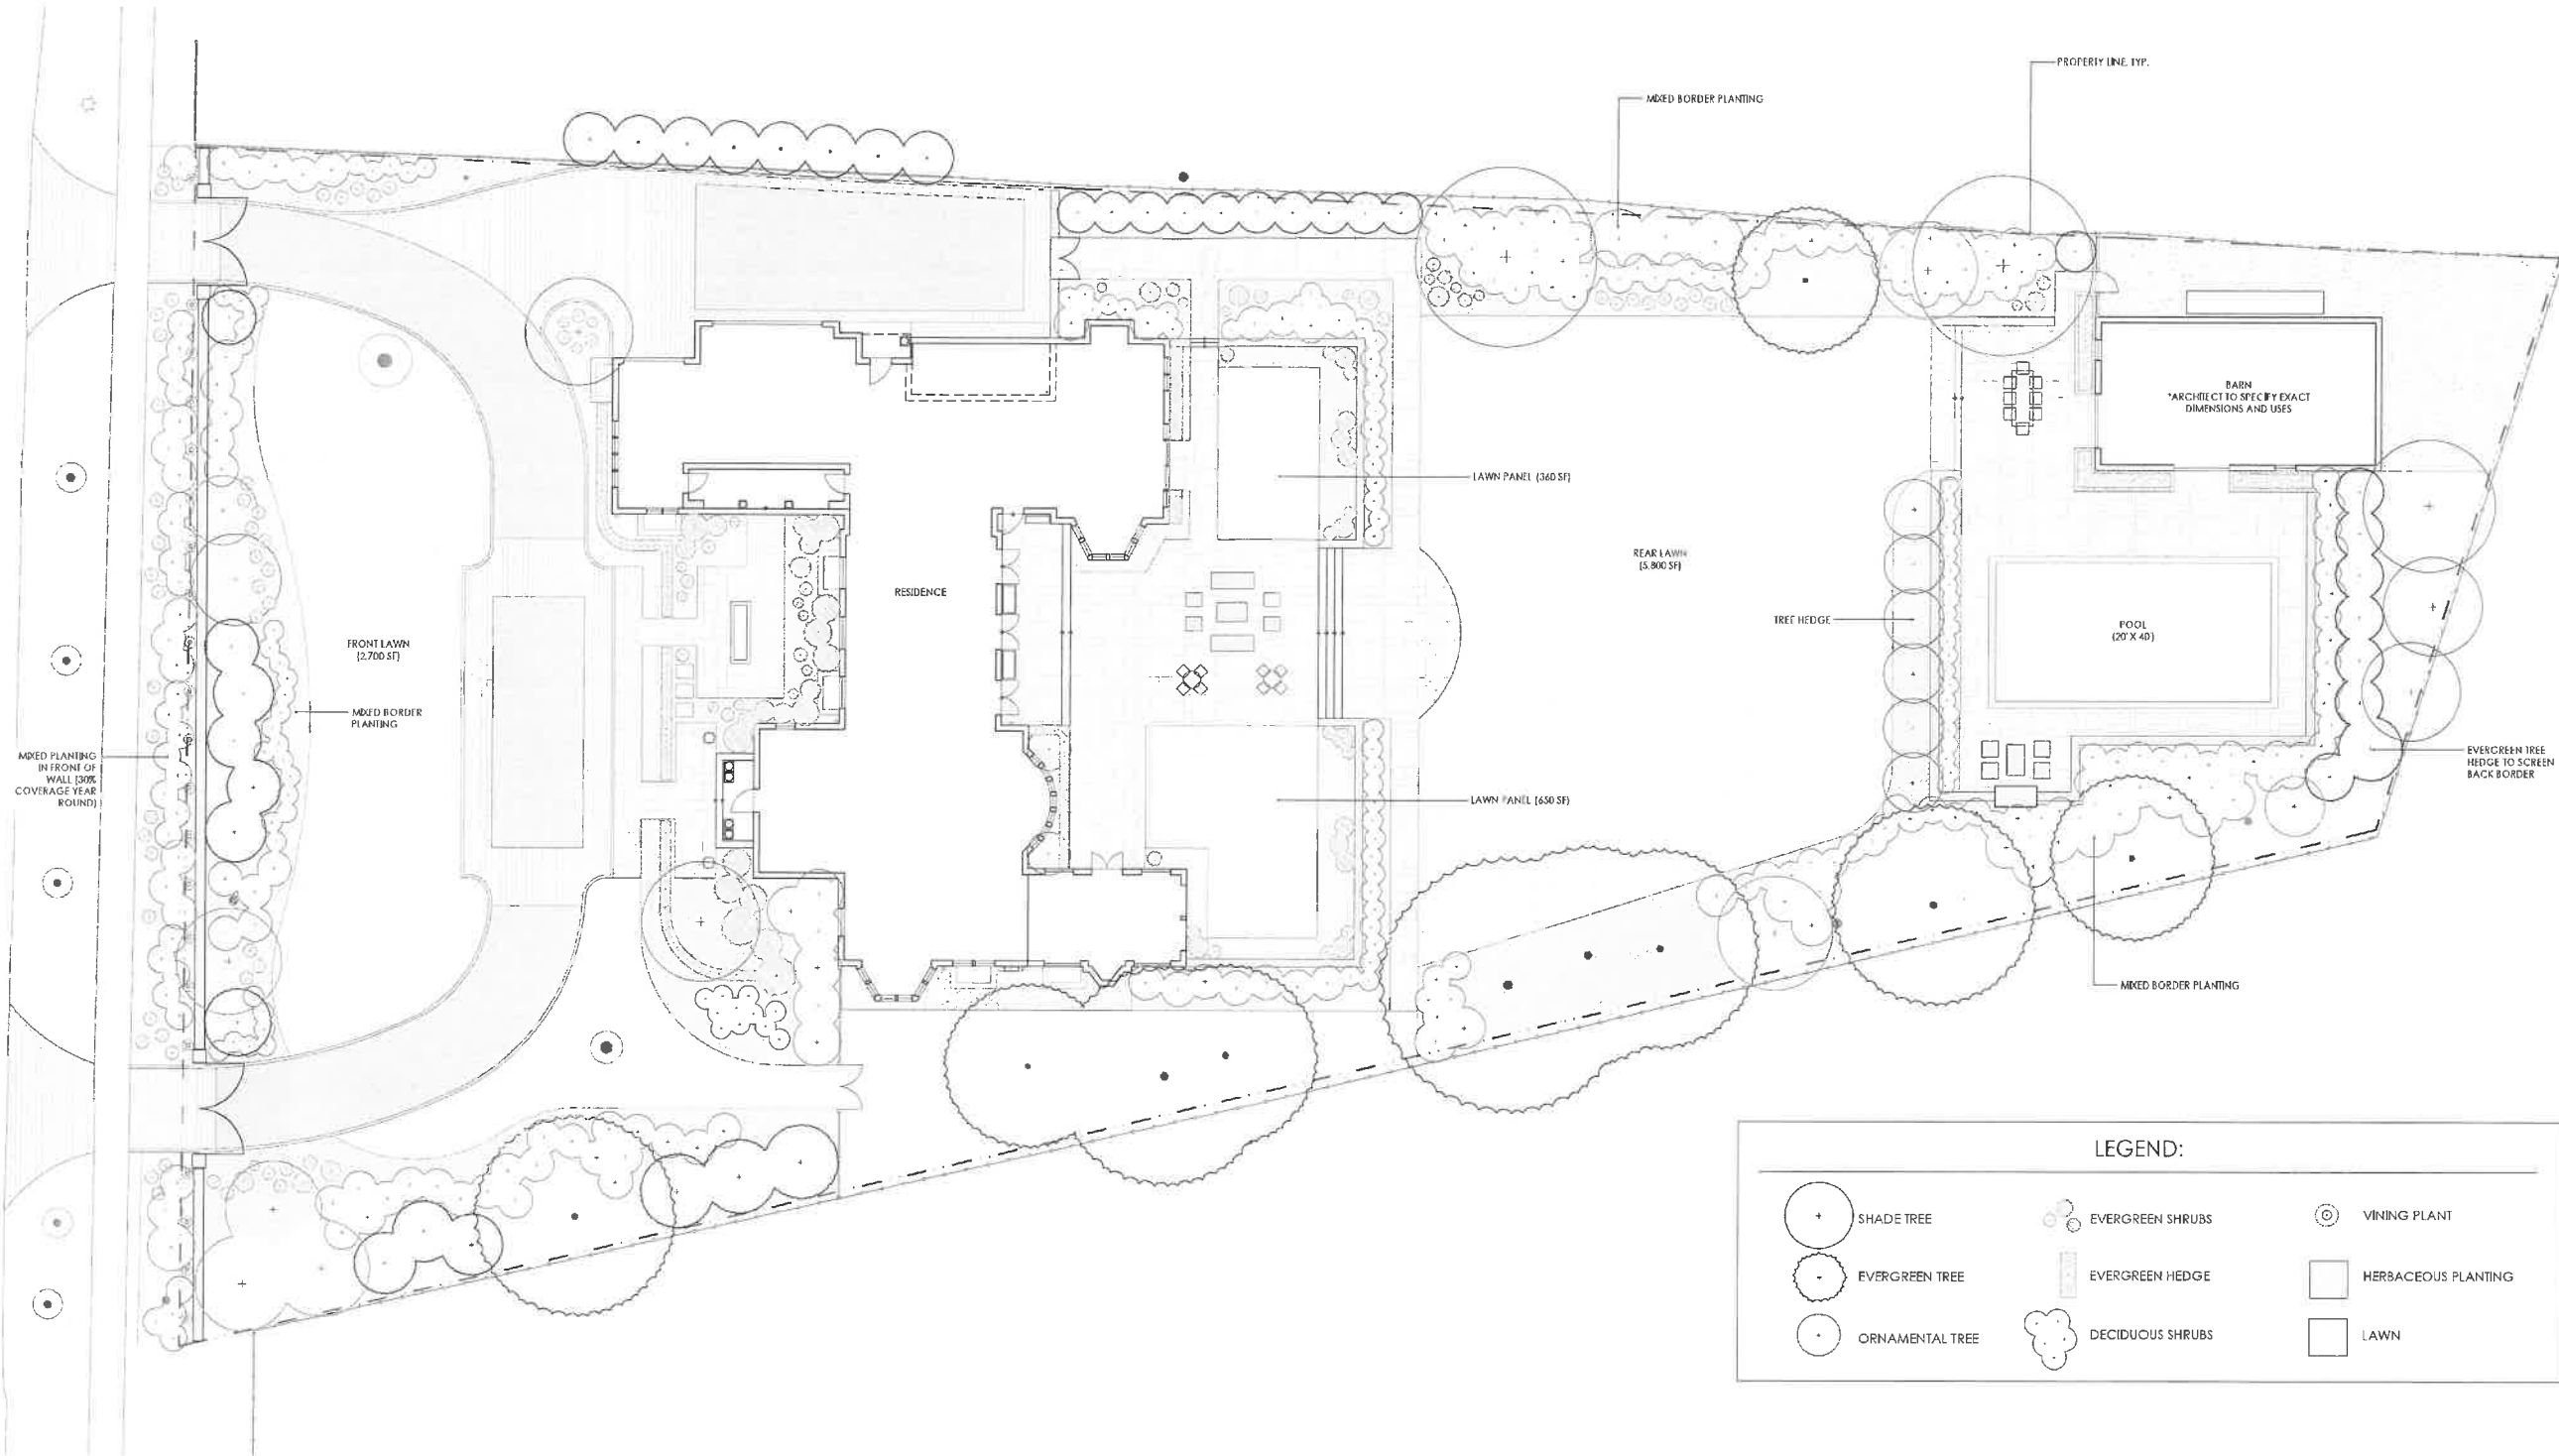 PROPERTY LINE, TYP.
MIXED BORDER PLANTING
BARN
*ARCHITECT TO SPECIFY EXACT
DIMENSIONS AND USES
LAWN PANEL (360 SF)
REAR LAWN
(5,800 SF)
RESIDENCE
TREE HEDGE
POOL
(20' X 40')
FRONT LAWN
(2,700 SF)
MIXED BORDER
PLANTING
MIXED PLANTING
IN FRONT OF
WALL (30%
COVERAGE YEAR
ROUND)
EVERGREEN TREE
HEDGE TO SCREEN
BACK BORDER
LAWN PANEL (650 SF)
MIXED BORDER PLANTING
LEGEND:
SHADE TREE
EVERGREEN SHRUBS
VINING PLANT
EVERGREEN TREE
EVERGREEN HEDGE
HERBACEOUS PLANTING
ORNAMENTAL TREE
DECIDUOUS SHRUBS
LAWN